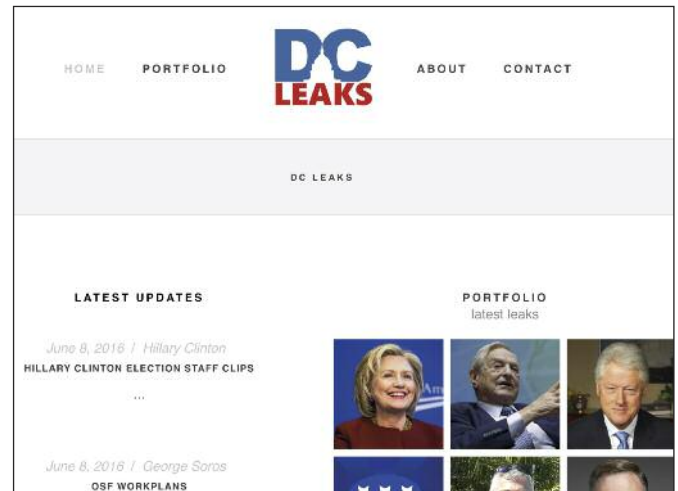 HOME PORTFOLIO DC LEAKS ABOUT CONTACT
DC LEAKS
LATEST UPDATES
June 8, 2016 / Hillary Clinton
HILLARY CLINTON ELECTION STAFF CLIPS
...
June 8, 2016 / George Soros
OSF WORKPLANS
PORTFOLIO
latest leaks
Am